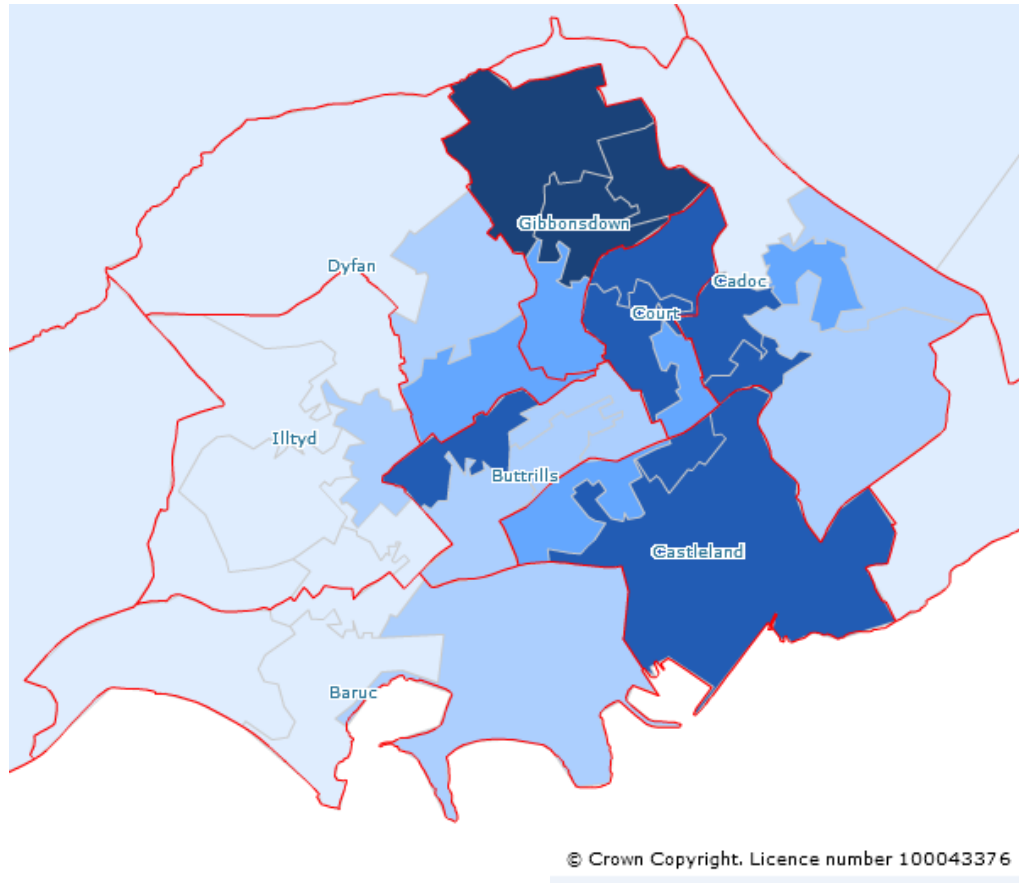 Gibbonsdown
Dyfan
Cadoc
Court
Illtyd
Buttrills
Castleland
Baruc
© Crown Copyright. Licence number 100043376